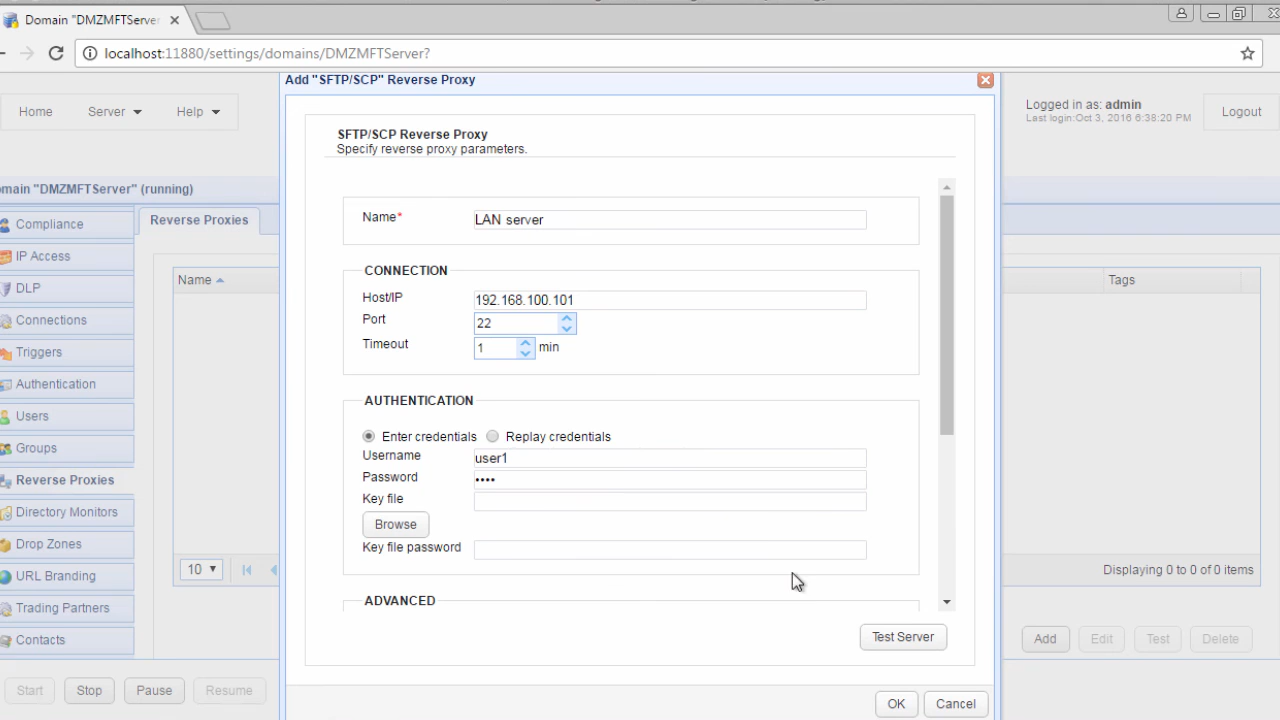 Domain "DMZMFTServer
localhost:11880/settings/domains/DMZMFTServer?
Add "SFTP/SCP" Reverse Proxy
Home
Server
Help
Logged in as: admin
Last login:Oct 3, 2016 6:38:20 PM
Logout
main "DMZMFTServer" (running)
Compliance
IP Access
DLP
Connections
Triggers
Authentication
Users
Groups
Reverse Proxies
Directory Monitors
Drop Zones
URL Branding
Trading Partners
Contacts
Reverse Proxies
Name
Tags
10
Displaying 0 to 0 of 0 items
SFTP/SCP Reverse Proxy
Specify reverse proxy parameters.
Name* LAN server
CONNECTION
Host/IP 192.168.100.101
Port 22
Timeout 1 min
AUTHENTICATION
Enter credentials Replay credentials
Username user1
Password ••••
Key file
Browse
Key file password
ADVANCED
Test Server
Add
Edit
Test
Delete
Start
Stop
Pause
Resume
OK
Cancel